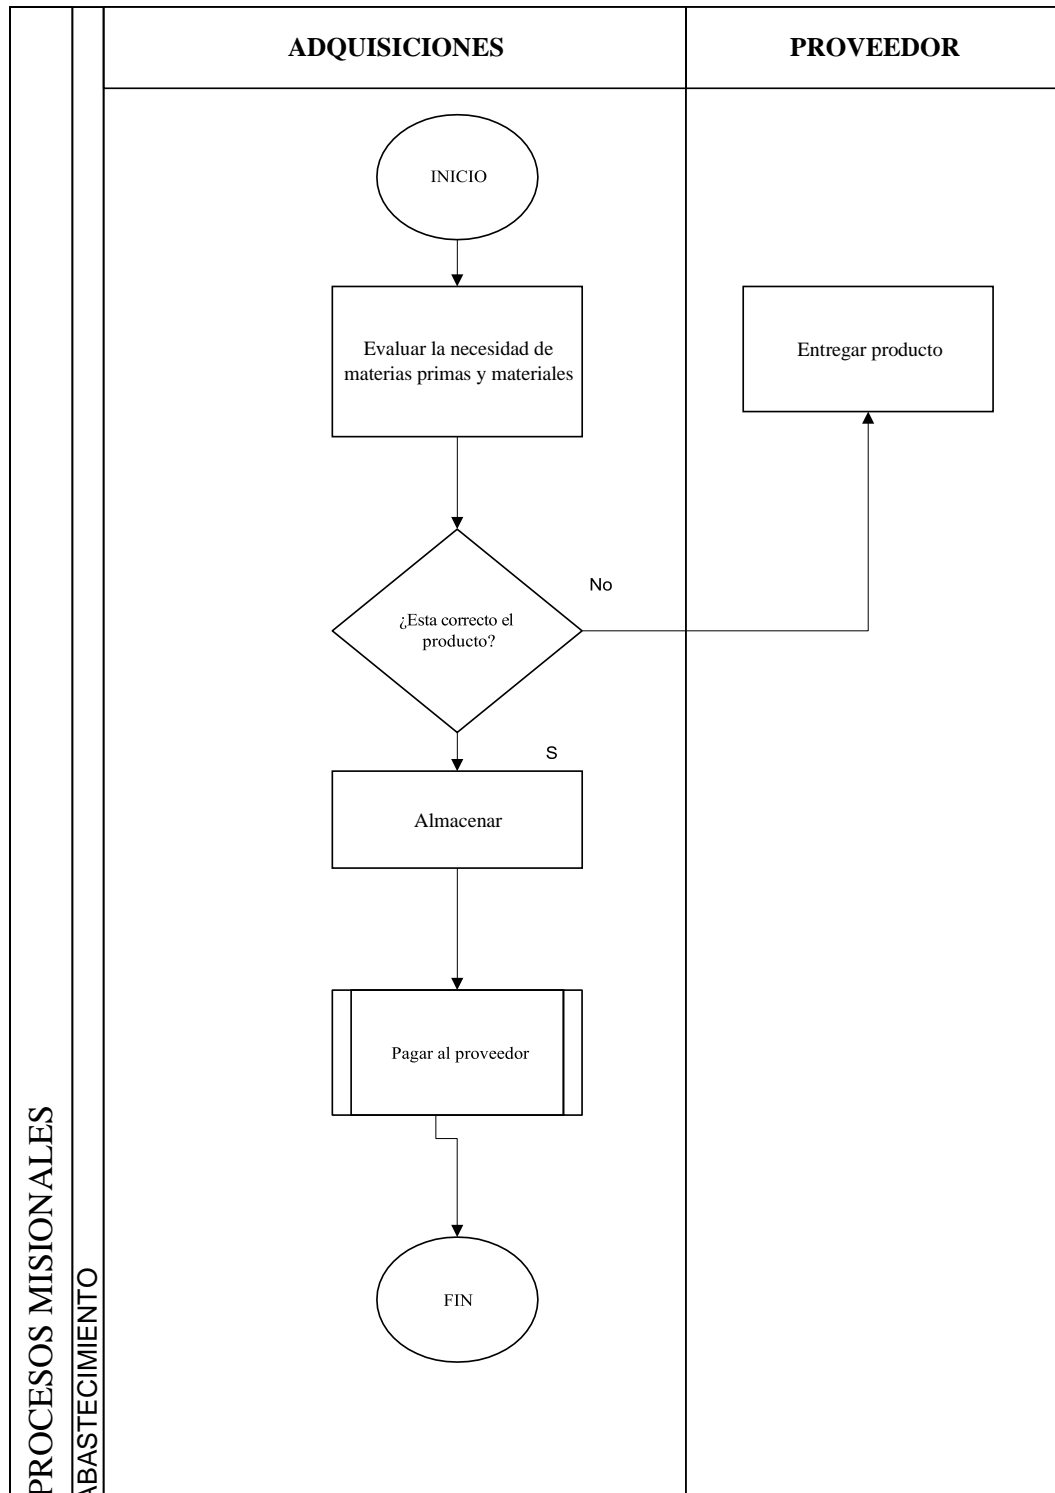 ADQUISICIONES
PROVEEDOR
INICIO
Evaluar la necesidad de
materias primas y materiales
Entregar producto
No
¿Esta correcto el
producto?
S
Almacenar
Pagar al proveedor
FIN
PROCESOS MISIONALES
ABASTECIMIENTO